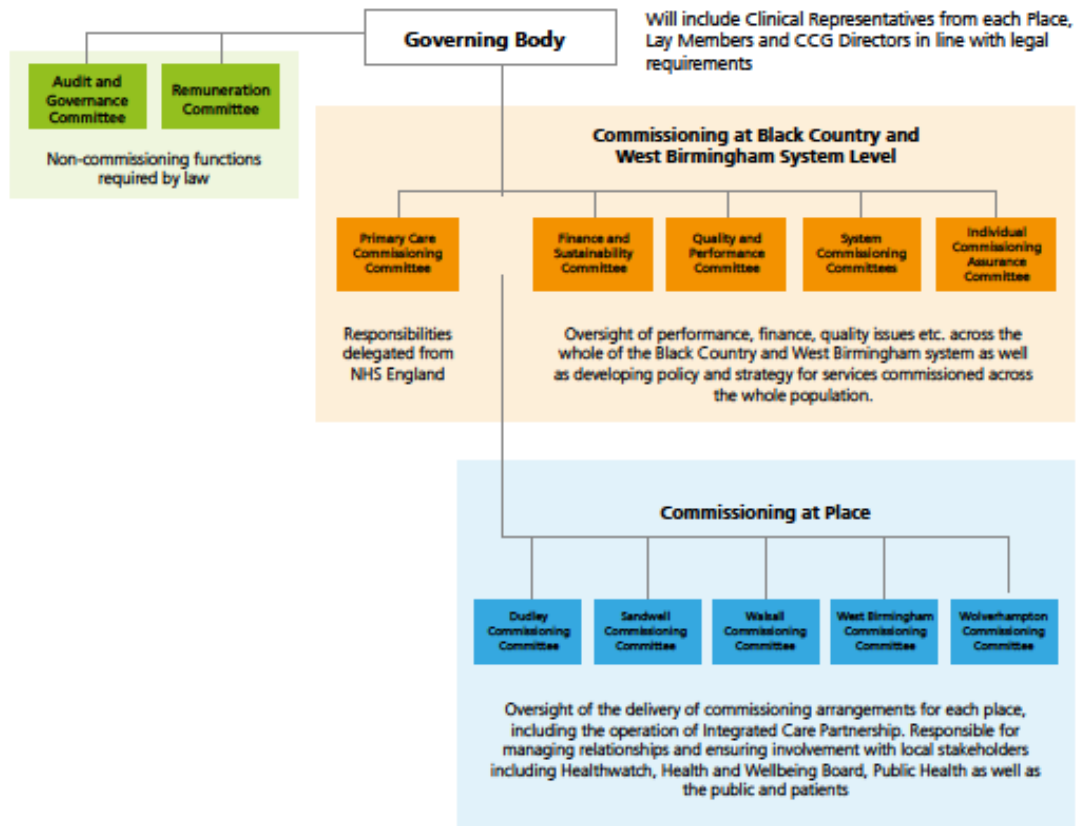 Governing Body
Will include Clinical Representatives from each Place,
Lay Members and CCG Directors in line with legal
requirements
Audit and
Governance
Committee
Remuneration
Committee
Non-commissioning functions
required by law
Commissioning at Black Country and
West Birmingham System Level
Primary Care
Commissioning
Committee
Finance and
Sustainability
Committee
Quality and
Performance
Committee
System
Commissioning
Committees
Individual
Commissioning
Assurance
Committee
Responsibilities
delegated from
NHS England
Oversight of performance, finance, quality issues etc. across the
whole of the Black Country and West Birmingham system as well
as developing policy and strategy for services commissioned across
the whole population.
Commissioning at Place
Dudley
Commissioning
Committee
Sandwell
Commissioning
Committee
Walsall
Commissioning
Committee
West Birmingham
Commissioning
Committee
Wolverhampton
Commissioning
Committee
Oversight of the delivery of commissioning arrangements for each place,
including the operation of Integrated Care Partnership. Responsible for
managing relationships and ensuring involvement with local stakeholders
including Healthwatch, Health and Wellbeing Board, Public Health as well as
the public and patients